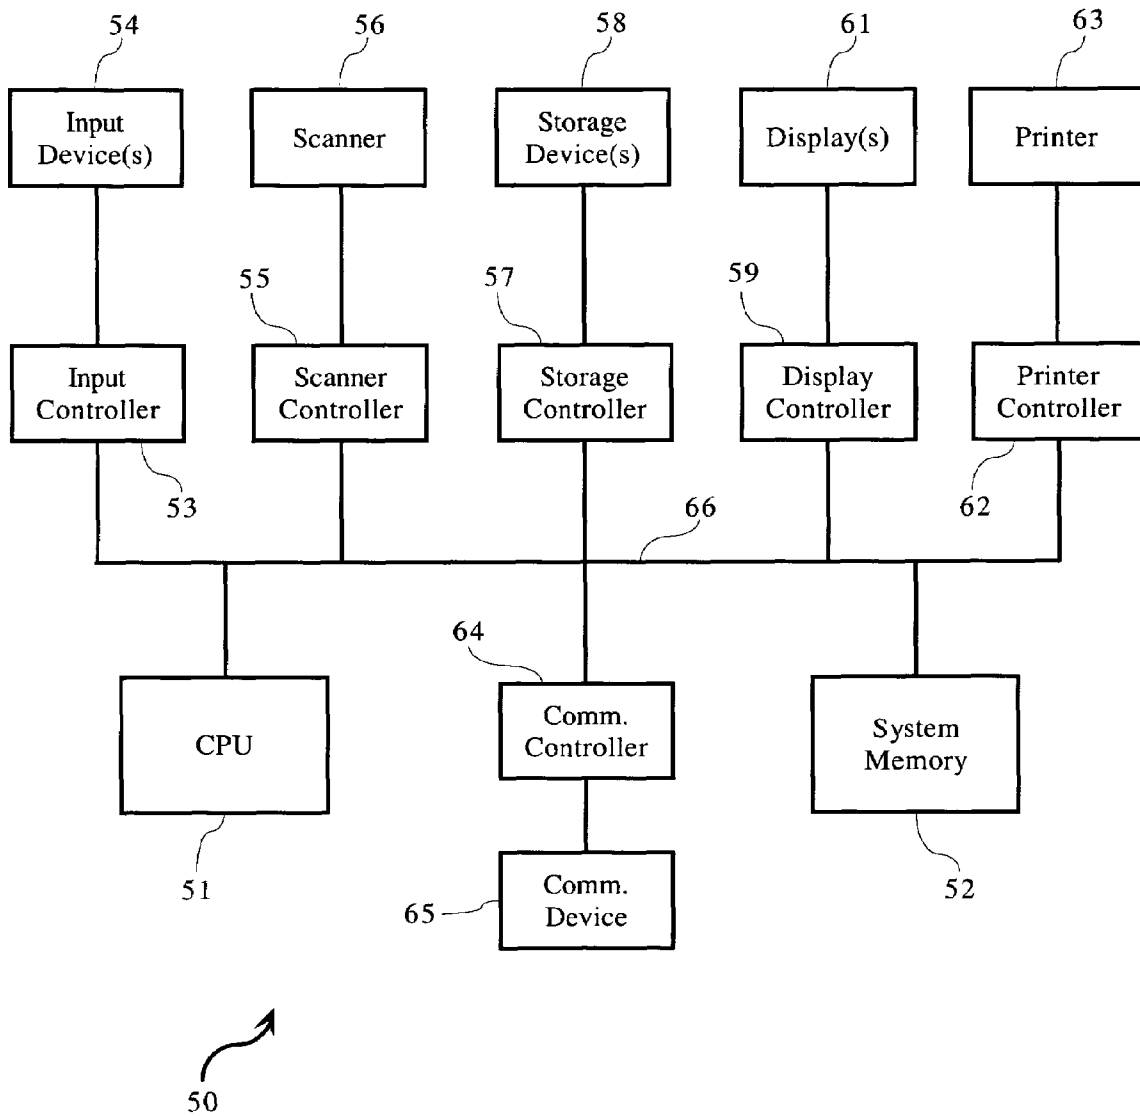 54
56
58
61
63
Input
Device(s)
Scanner
Storage
Device(s)
Display(s)
Printer
55
57
59
Input
Controller
Scanner
Controller
Storage
Controller
Display
Controller
Printer
Controller
53
66
62
64
CPU
Comm.
Controller
System
Memory
51
65
Comm.
Device
52
50